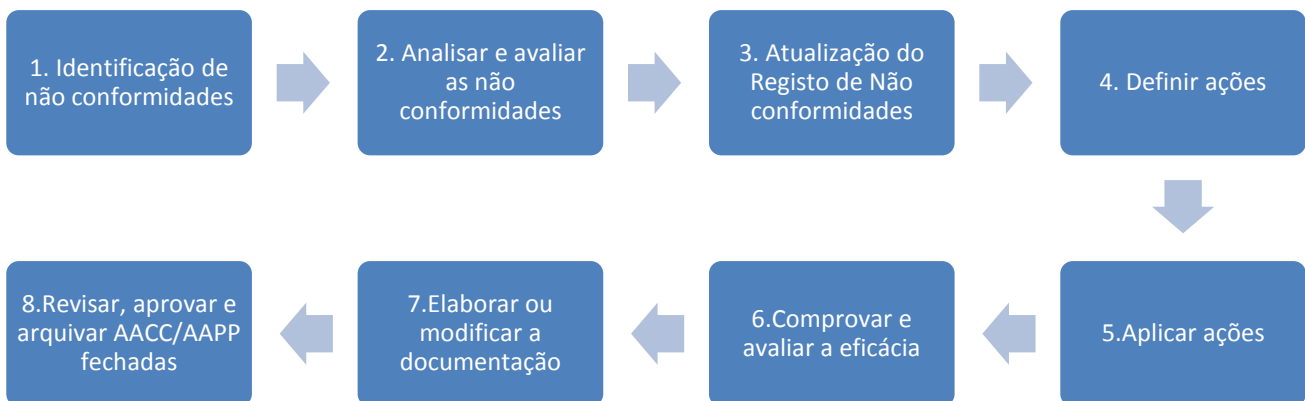 1. Identificação de
não conformidades
2. Analisar e avaliar
as não
conformidades
3. Atualização do
Registo de Não
conformidades
4. Definir ações
5.Aplicar ações
6.Comprovar e
avaliar a eficácia
7.Elaborar ou
modificar a
documentação
8.Revisar, aprovar e
arquivar AACC/AAPP
fechadas